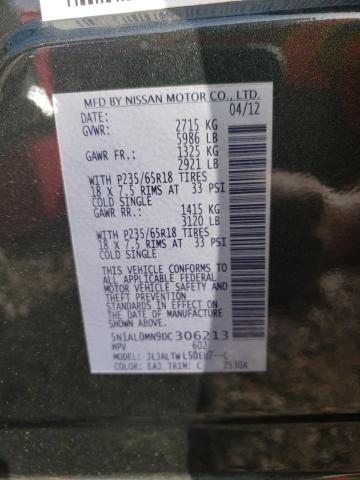 MFD BY NISSAN MOTOR CO., LTD.
DATE: 04/12
GVWR: 2715 KG
5986 LB
GAWR FR.: 1325 KG
2921 LB
WITH P235/65R18 TIRES
18 X 7.5 RIMS AT 33 PSI
COLD SINGLE
GAWR RR.: 1415 KG
3120 LB
WITH P235/65R18 TIRES
18 X 7.5 RIMS AT 33 PSI
COLD SINGLE
THIS VEHICLE CONFORMS TO
ALL APPLICABLE FEDERAL
MOTOR VEHICLE SAFETY
AND THEFT PREVENTION
STANDARDS IN EFFECT ON
THE DATE OF MANUFACTURE
SHOWN ABOVE.
5N1AL0MN9DC306213
MPV 602
MODEL: JLJALTWL50EU7--C
COLOR: EAJ TRIM: C 2530A